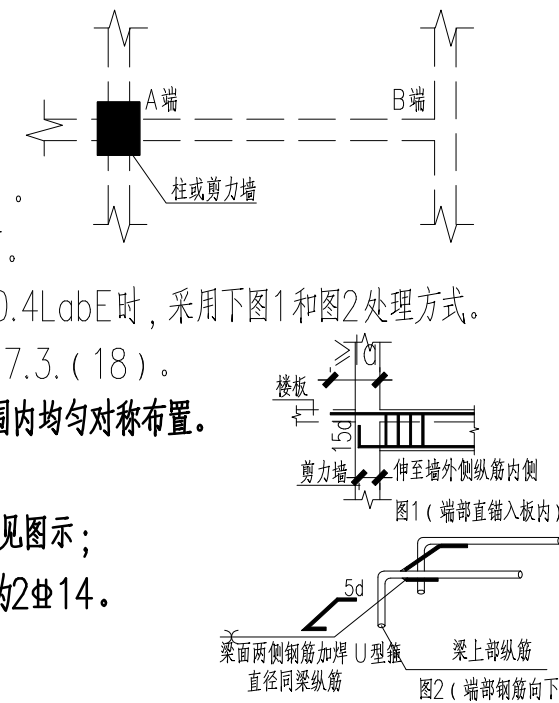 A端
B端
柱或剪力墙
。
。
0.4LabE时,采用下图1和图2处理方式。
7.3.(18)。
围内均匀对称布置。
见图示;
的2⏀14。
≥la
楼板
15d
剪力墙
伸至墙外侧纵筋内侧
图1(端部直锚入板内)
5d
梁面两侧钢筋加焊U型箍
直径同梁纵筋
梁上部纵筋
图2(端部钢筋向下